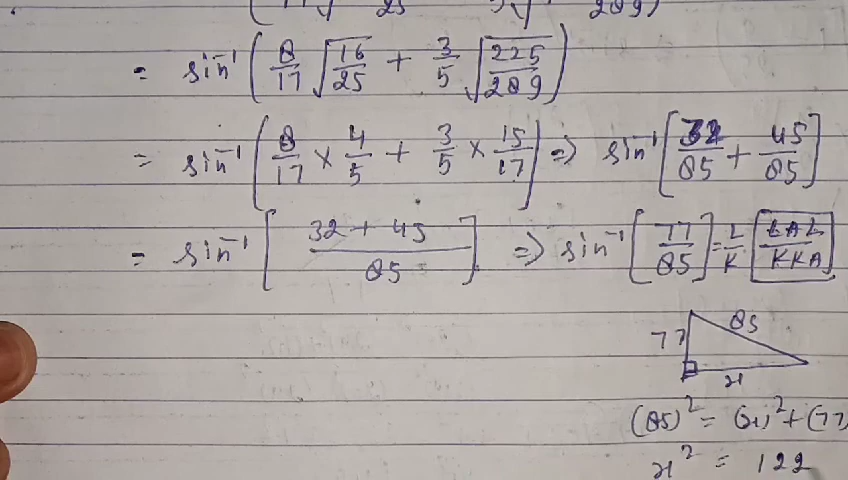 25 289)
= sin⁻¹(8/17 √16/25 + 3/5 √225/289)
= sin⁻¹[8/17 × 4/5 + 3/5 × 15/17] ⇒ sin⁻¹[32/85 + 45/85]
= sin⁻¹[32 + 45/85] ⇒ sin⁻¹[77/85] = L/K [LAL/KKA]
77 85
x
(85)² = (x)² + (77
x² = 122